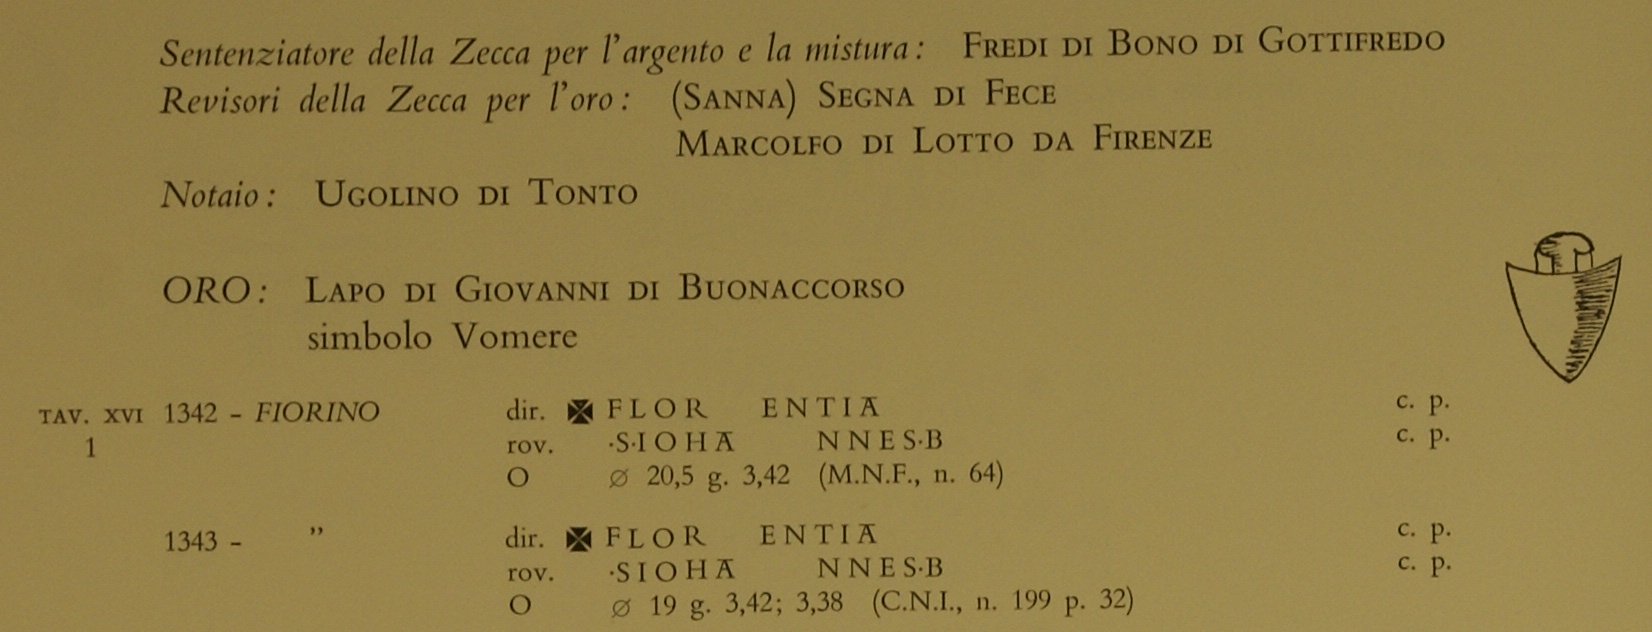 Sentenziatore della Zecca per l'argento e la mistura: FREDI DI BONO DI GOTTIFREDO
Revisori della Zecca per l'oro: (SANNA) SEGNA DI FECE
MARCOLFO DI LOTTO DA FIRENZE
Notaio: UGOLINO DI TONTO
ORO: LAPO DI GIOVANNI DI BUONACCORSO
simbolo Vomere
TAV. XVI 1342 - FIORINO dir. ✠ FLOR ENTIA c. p.
1 rov. ·S·IOHA NNES·B c. p.
O ∅ 20,5 g. 3,42 (M.N.F., n. 64)
1343 - " dir. ✠ FLOR ENTIA c. p.
rov. ·SIOHA NNES·B c. p.
O ∅ 19 g. 3,42; 3,38 (C.N.I., n. 199 p. 32)